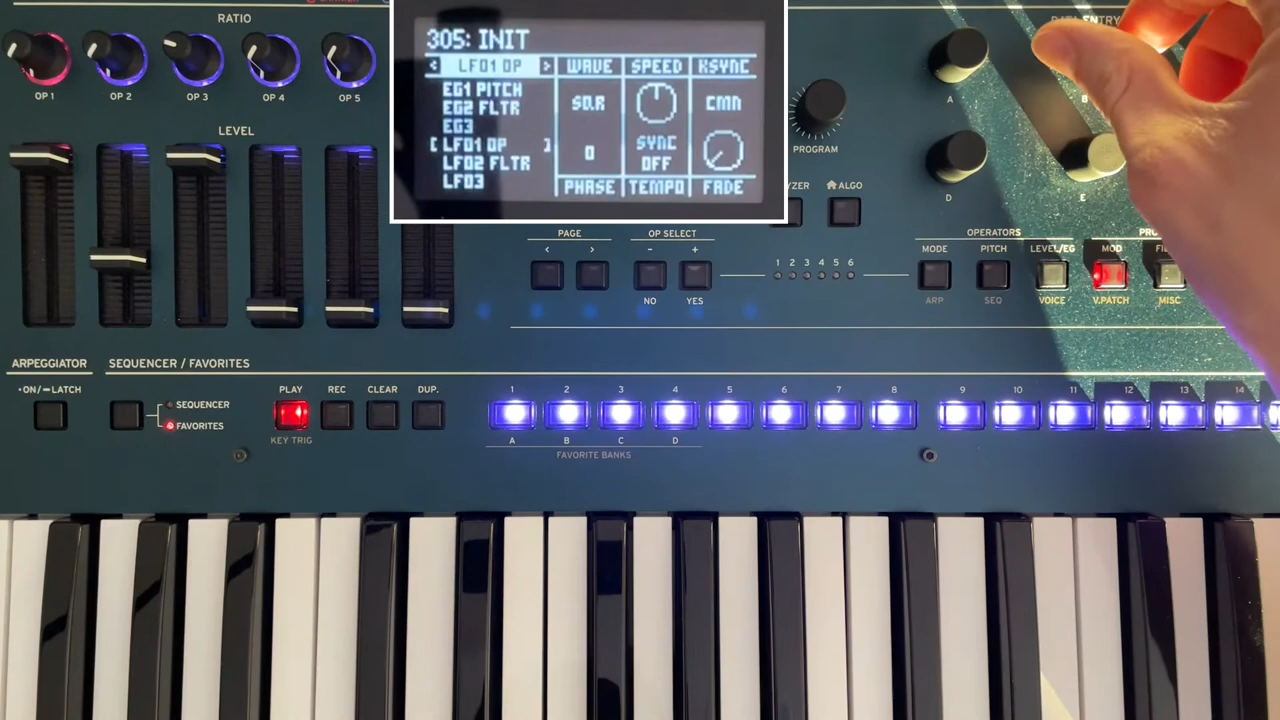 RATIO
OP 1 OP 2 OP 3 OP 4 OP 5
LEVEL
305: INIT
< LFO1 OP > WAVE SPEED KSYNC
EG1 PITCH
EG2 FLTR
EG3
[ LFO1 OP ]
LFO2 FLTR
LFO3
SQR CMN
0 SYNC
OFF
PHASE TEMPO FADE
A
B
D
E
PROGRAM
ALGO
PAGE
< >
OP SELECT
- +
NO YES
1 2 3 4 5 6
OPERATORS
MODE PITCH LEVEL/EG MOD
ARP SEQ VOICE V.PATCH MISC
ARPEGGIATOR
•ON/━LATCH
SEQUENCER / FAVORITES
SEQUENCER
FAVORITES
PLAY REC CLEAR DUP.
KEY TRIG
1 2 3 4 5 6 7 8 9 10 11 12 13 14
A B C D
FAVORITE BANKS